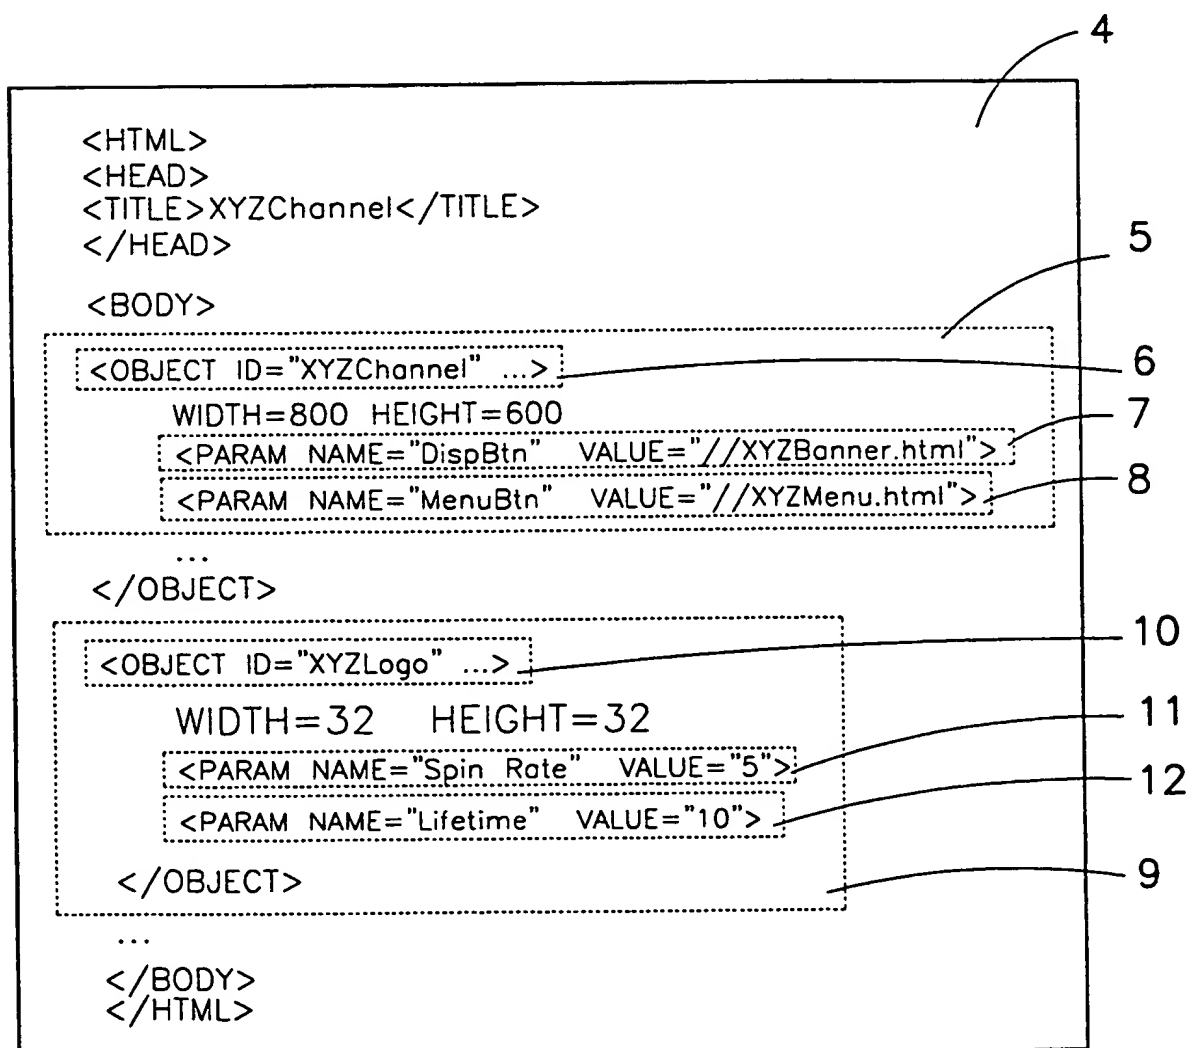 4
<HTML>
<HEAD>
<TITLE>XYZChannel</TITLE>
</HEAD>
5
<BODY>
<OBJECT ID="XYZChannel" ...> 6
WIDTH=800 HEIGHT=600
<PARAM NAME="DispBtn" VALUE="//XYZBanner.html"> 7
<PARAM NAME="MenuBtn" VALUE="//XYZMenu.html"> 8
...
</OBJECT>
<OBJECT ID="XYZLogo" ...> 10
WIDTH=32 HEIGHT=32
<PARAM NAME="Spin Rate" VALUE="5"> 11
<PARAM NAME="Lifetime" VALUE="10"> 12
</OBJECT> 9
...
</BODY>
</HTML>